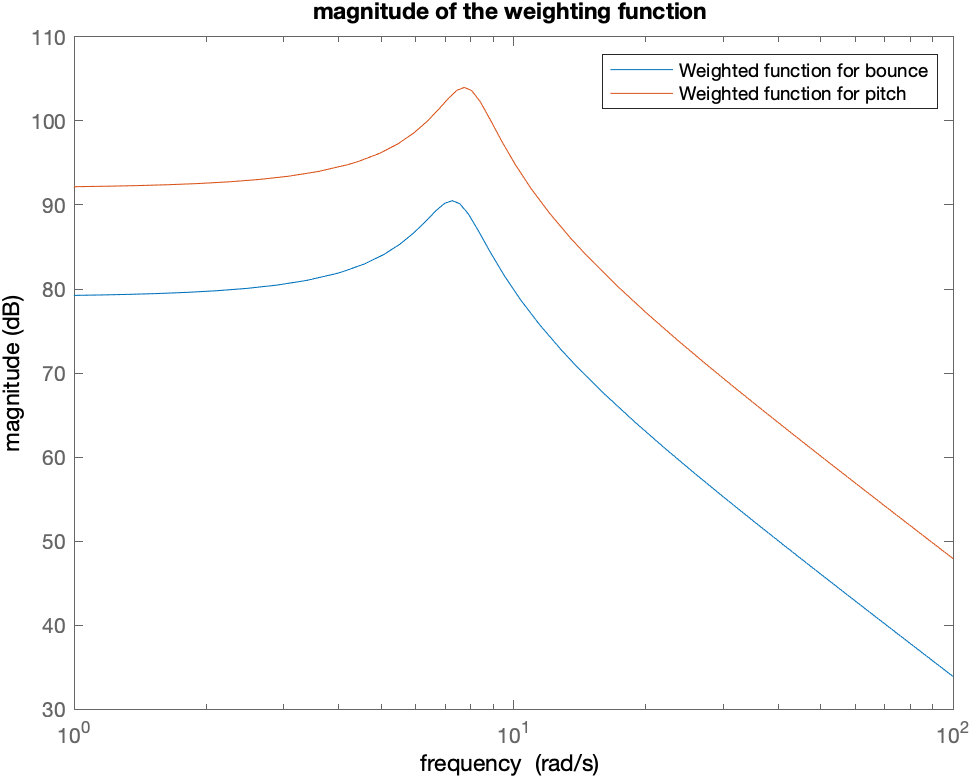 magnitude of the weighting function
110
100
90
80
70
60
50
40
30
magnitude (dB)
Weighted function for bounce
Weighted function for pitch
10^0
10^1
10^2
frequency (rad/s)